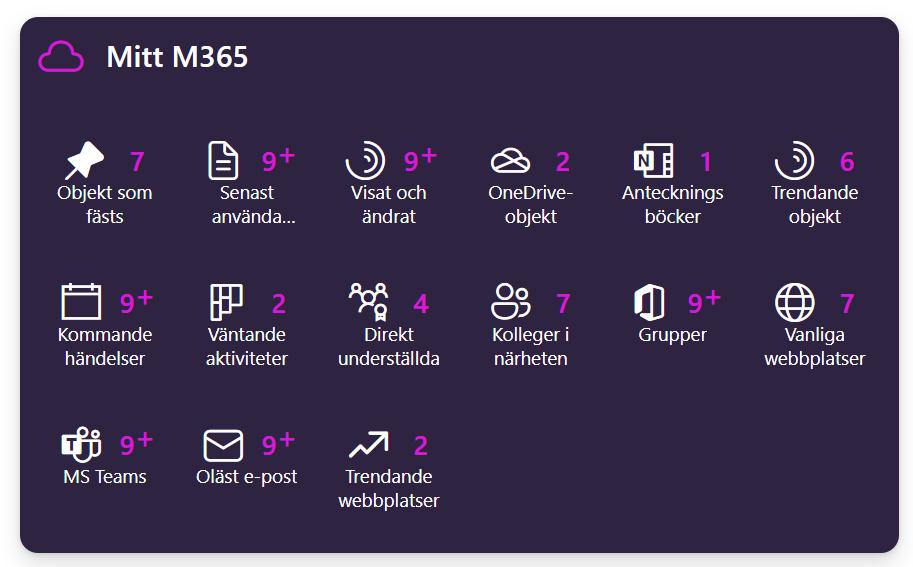 Mitt M365
7
Objekt som
fästs
9+
Senast
använda...
9+
Visat och
ändrat
2
OneDrive-
objekt
N
1
Antecknings
böcker
6
Trendande
objekt
9+
Kommande
händelser
2
Väntande
aktiviteter
4
Direkt
underställda
7
Kolleger i
närheten
9+
Grupper
7
Vanliga
webbplatser
T
9+
MS Teams
9+
Oläst e-post
2
Trendande
webbplatser